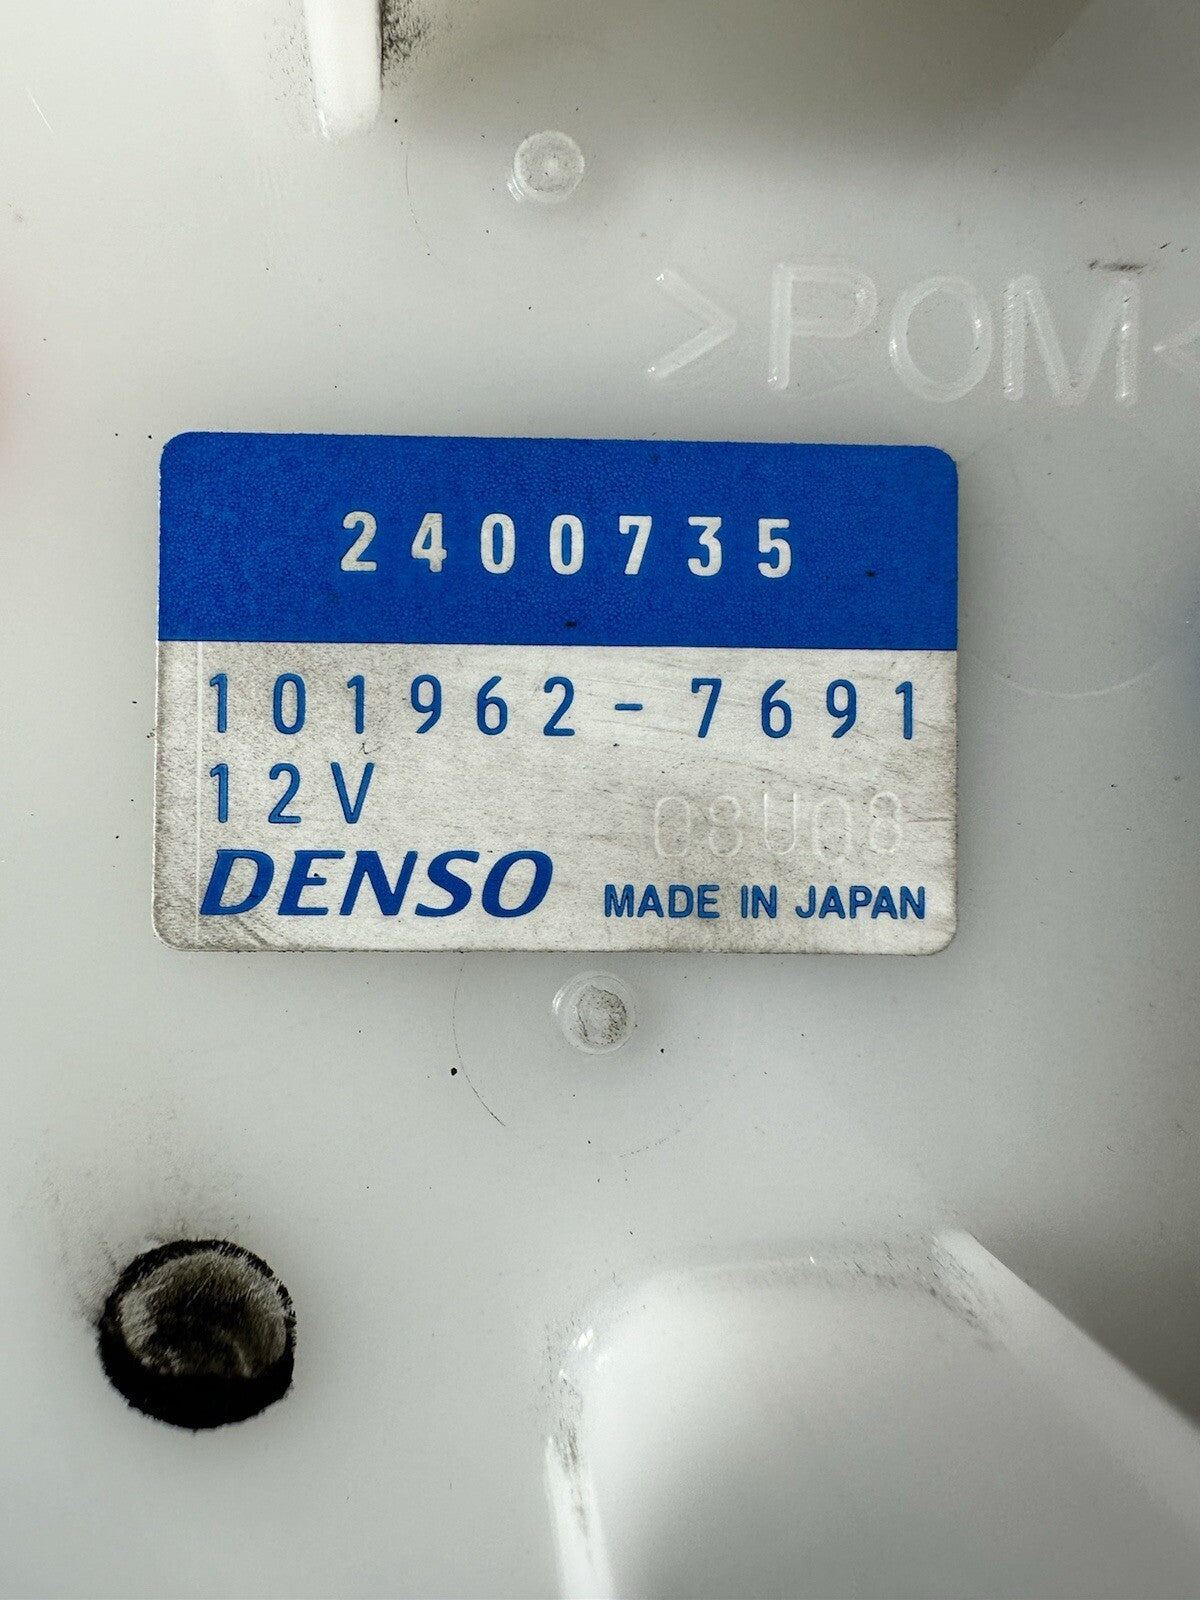 >POM<
2400735
101962-7691
12V
08U08
DENSO MADE IN JAPAN